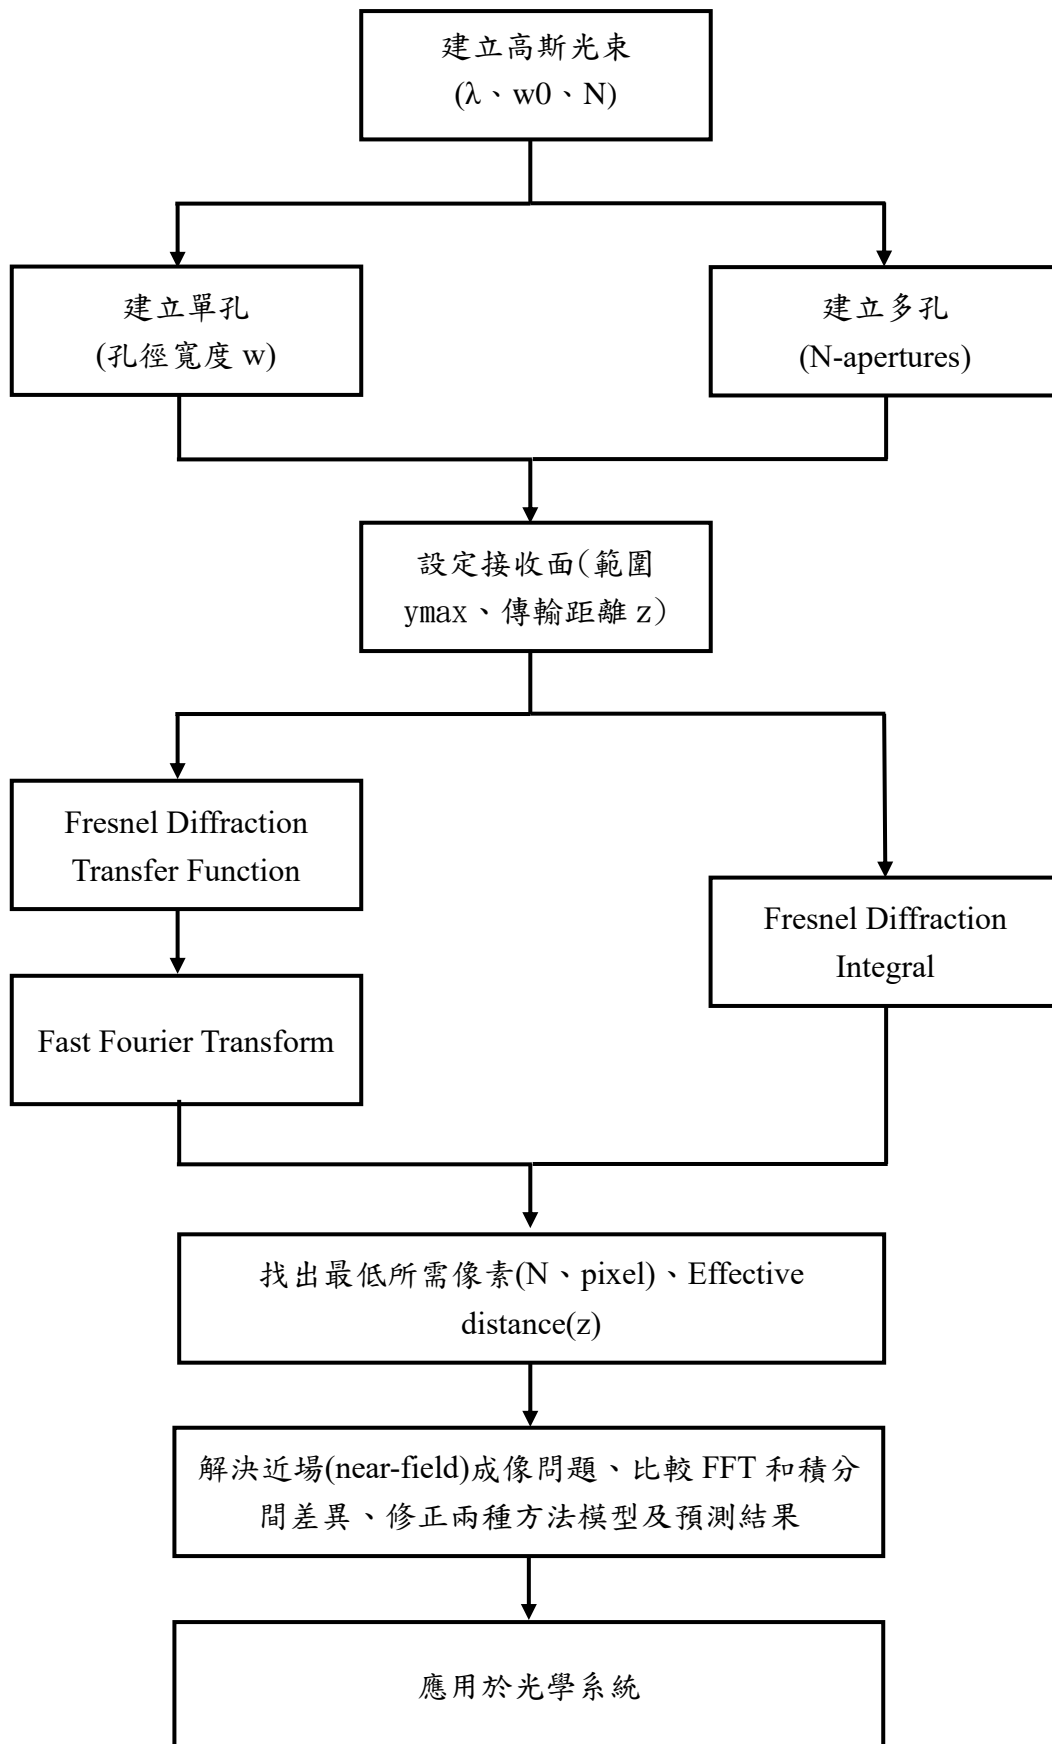 建立高斯光束
(λ、w0、N)
建立單孔
(孔徑寬度 w)
建立多孔
(N-apertures)
設定接收面(範圍
ymax、傳輸距離 z)
Fresnel Diffraction
Transfer Function
Fresnel Diffraction
Integral
Fast Fourier Transform
找出最低所需像素(N、pixel)、Effective
distance(z)
解決近場(near-field)成像問題、比較 FFT 和積分
間差異、修正兩種方法模型及預測結果
應用於光學系統